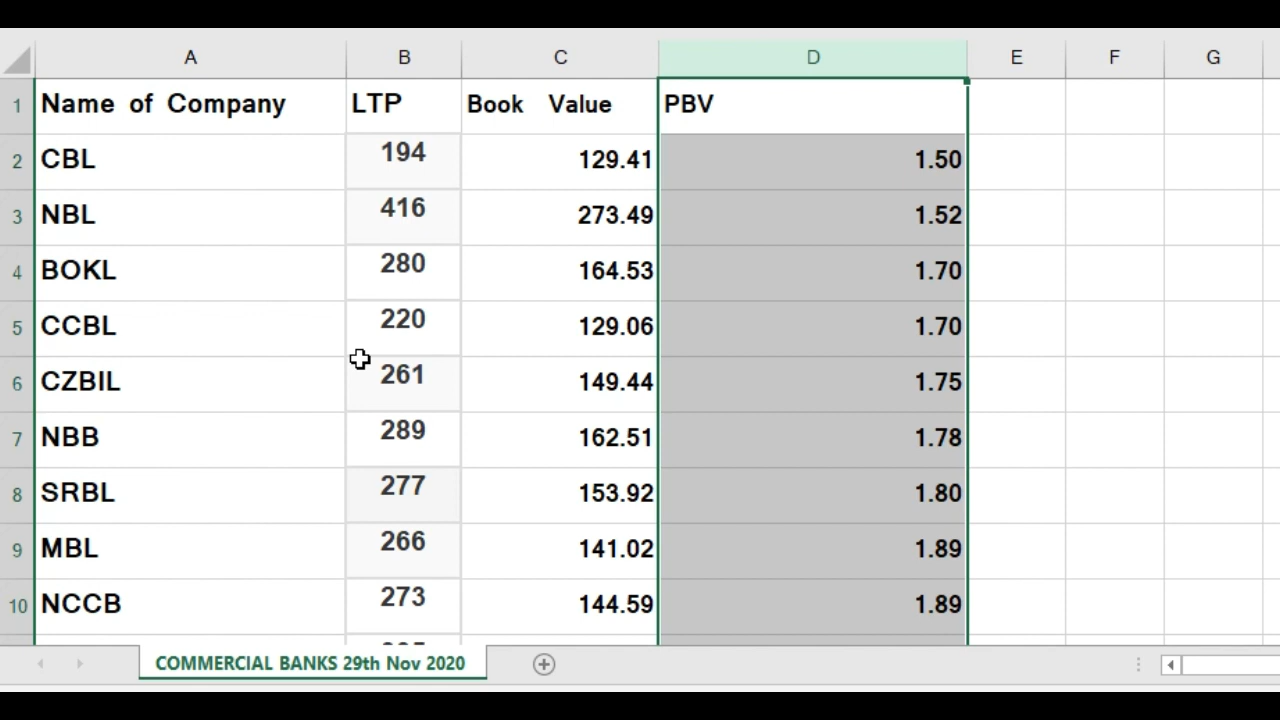 A B C D E F G
1 Name of Company LTP Book Value PBV
2 CBL 194 129.41 1.50
3 NBL 416 273.49 1.52
4 BOKL 280 164.53 1.70
5 CCBL 220 129.06 1.70
6 CZBIL 261 149.44 1.75
7 NBB 289 162.51 1.78
8 SRBL 277 153.92 1.80
9 MBL 266 141.02 1.89
10 NCCB 273 144.59 1.89
COMMERCIAL BANKS 29th Nov 2020